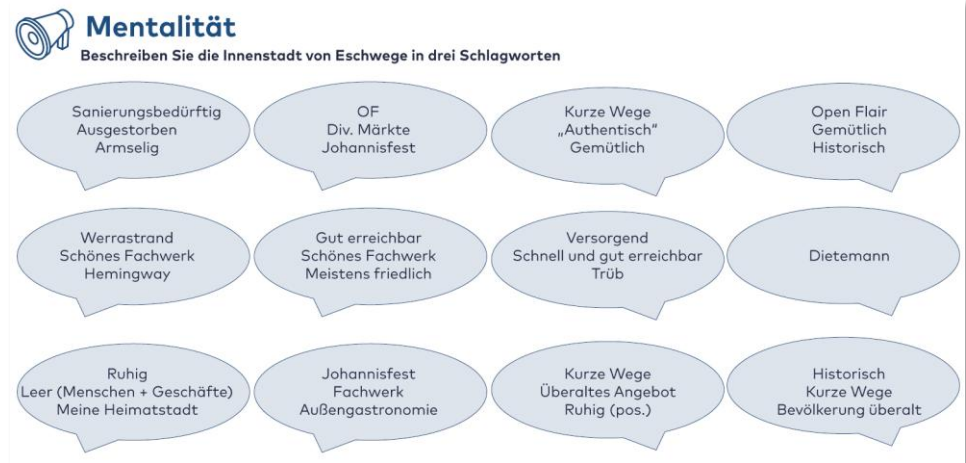 Mentalität
Beschreiben Sie die Innenstadt von Eschwege in drei Schlagworten
Sanierungsbedürftig
Ausgestorben
Armselig
OF
Div. Märkte
Johannisfest
Kurze Wege
„Authentisch“
Gemütlich
Open Flair
Gemütlich
Historisch
Werrastrand
Schönes Fachwerk
Hemingway
Gut erreichbar
Schönes Fachwerk
Meistens friedlich
Versorgend
Schnell und gut erreichbar
Trüb
Dietemann
Ruhig
Leer (Menschen + Geschäfte)
Meine Heimatstadt
Johannisfest
Fachwerk
Außengastronomie
Kurze Wege
Überaltes Angebot
Ruhig (pos.)
Historisch
Kurze Wege
Bevölkerung überalt